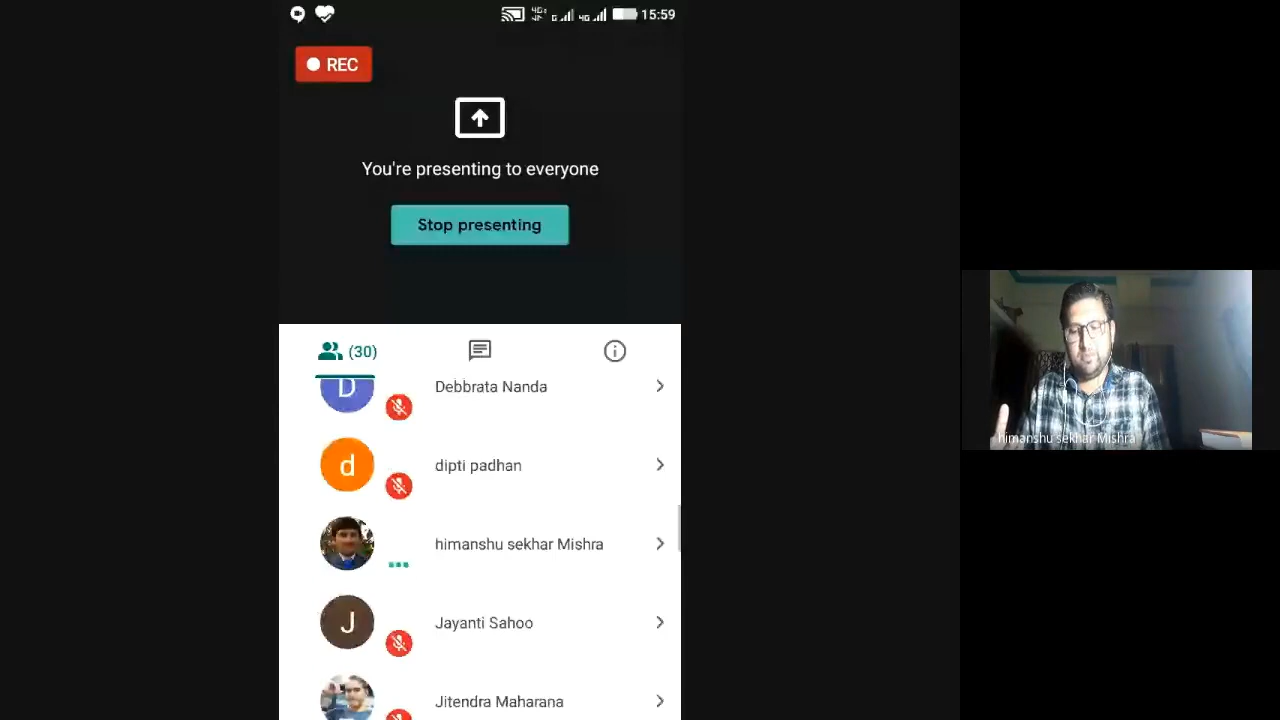 15:59
REC
You're presenting to everyone
Stop presenting
(30)
D
Debbrata Nanda
d
dipti padhan
himanshu sekhar Mishra
J
Jayanti Sahoo
Jitendra Maharana
himanshu sekhar Mishra